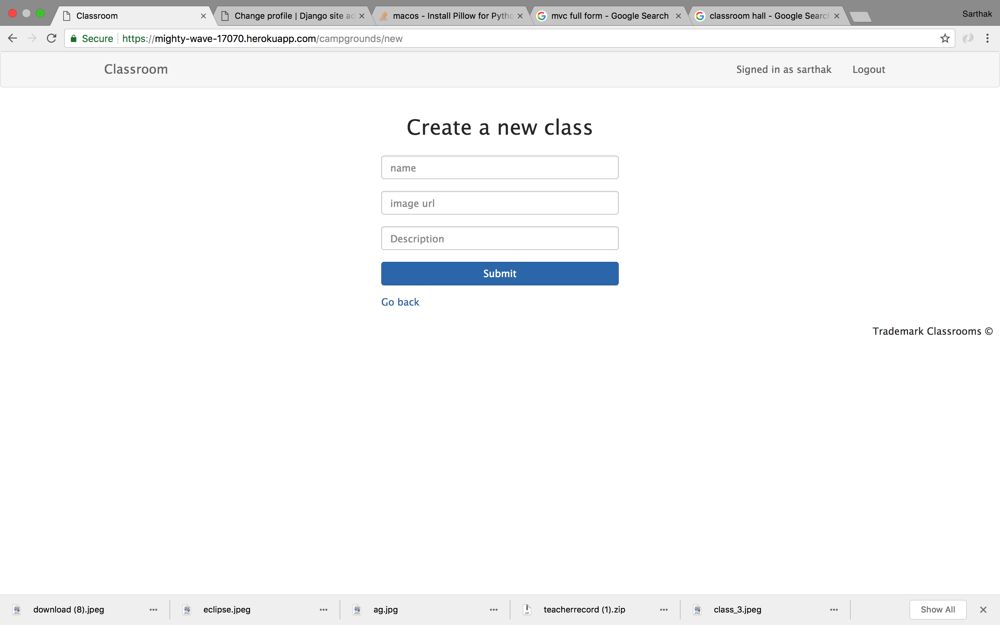 Classroom
Change profile | Django site ad
macos - Install Pillow for Pytho
mvc full form - Google Search
classroom hall - Google Search
Sarthak
Secure
https://mighty-wave-17070.herokuapp.com/campgrounds/new
Classroom
Signed in as sarthak
Logout
Create a new class
name
image url
Description
Submit
Go back
Trademark Classrooms ©
download (8).jpeg
eclipse.jpeg
ag.jpg
teacherrecord (1).zip
class_3.jpeg
Show All